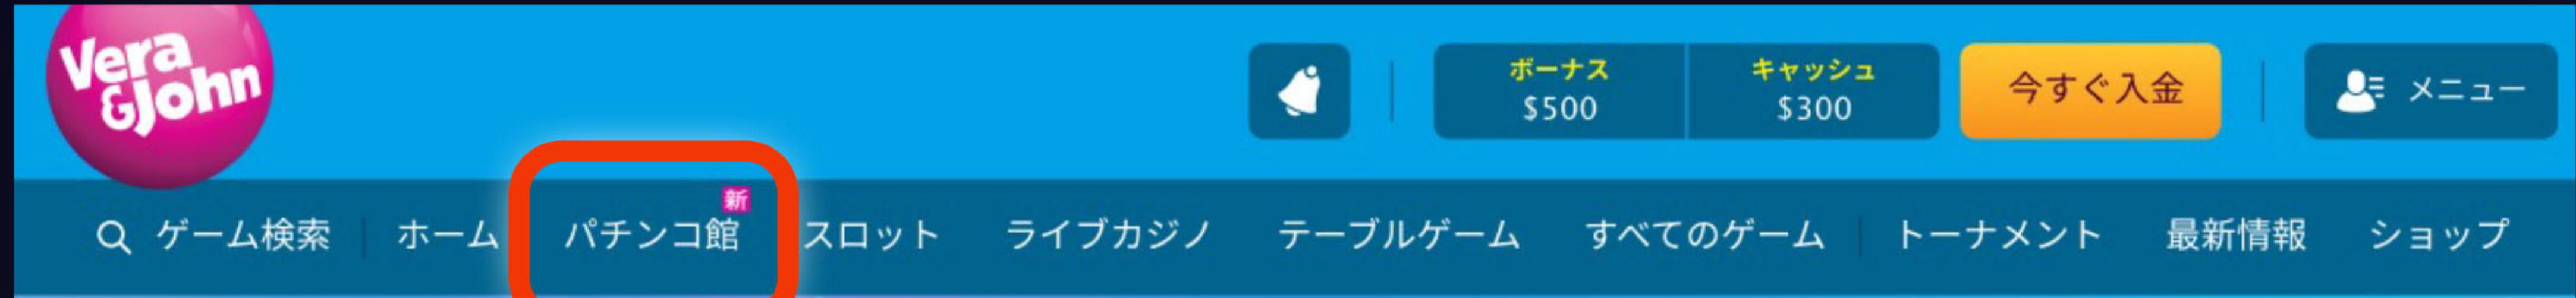 Vera
&John
ボーナス
$500
キャッシュ
$300
今すぐ入金
メニュー
ゲーム検索
ホーム
パチンコ館
新
スロット
ライブカジノ
テーブルゲーム
すべてのゲーム
トーナメント
最新情報
ショップ